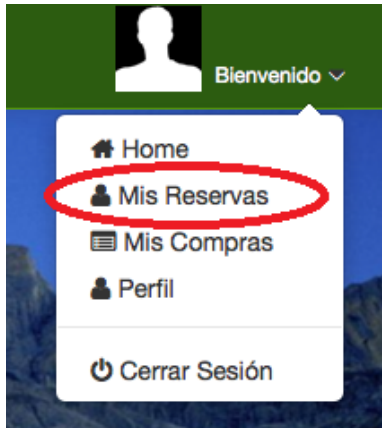 Bienvenido
Home
Mis Reservas
Mis Compras
Perfil
Cerrar Sesión